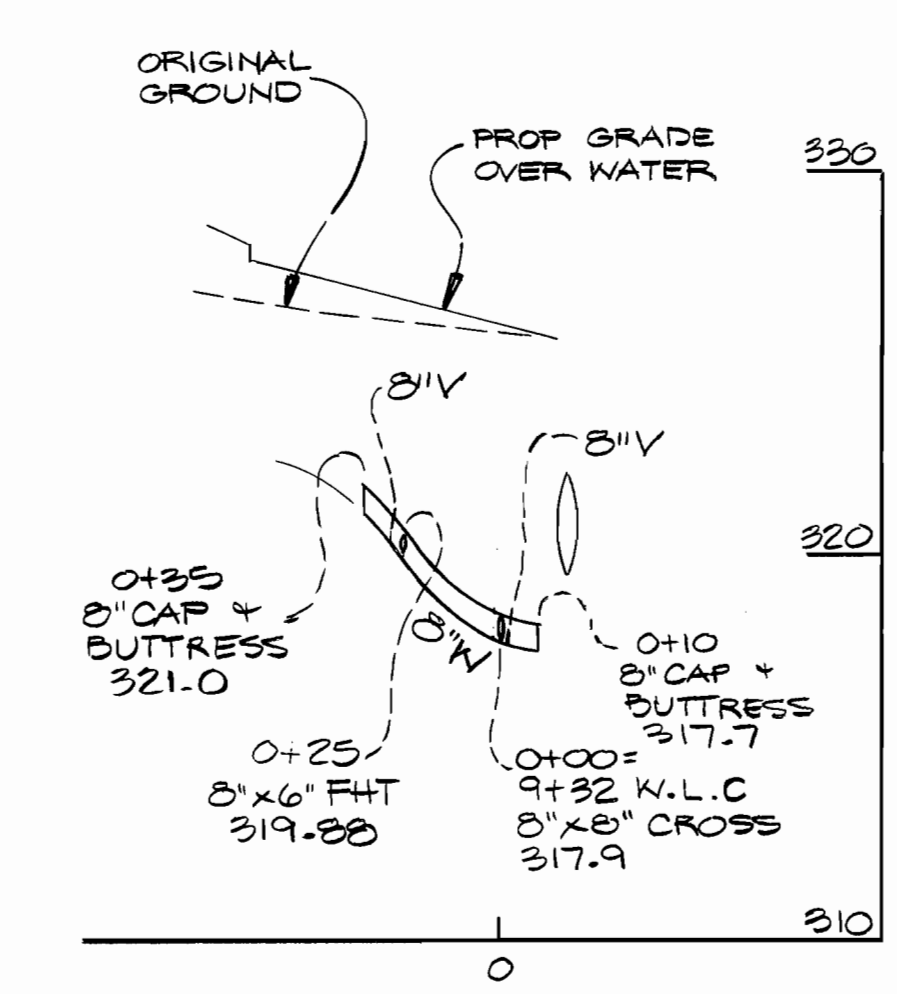 ORIGINAL
GROUND
PROP GRADE
OVER WATER
330
8"V
8"V
320
0+35
8" CAP &
BUTTRESS
321.0
8"W
0+10
8" CAP &
BUTTRESS
317.7
0+25
8"x6" FHT
319.88
0+00=
9+32 W.L.C
8"x8" CROSS
317.9
310
0